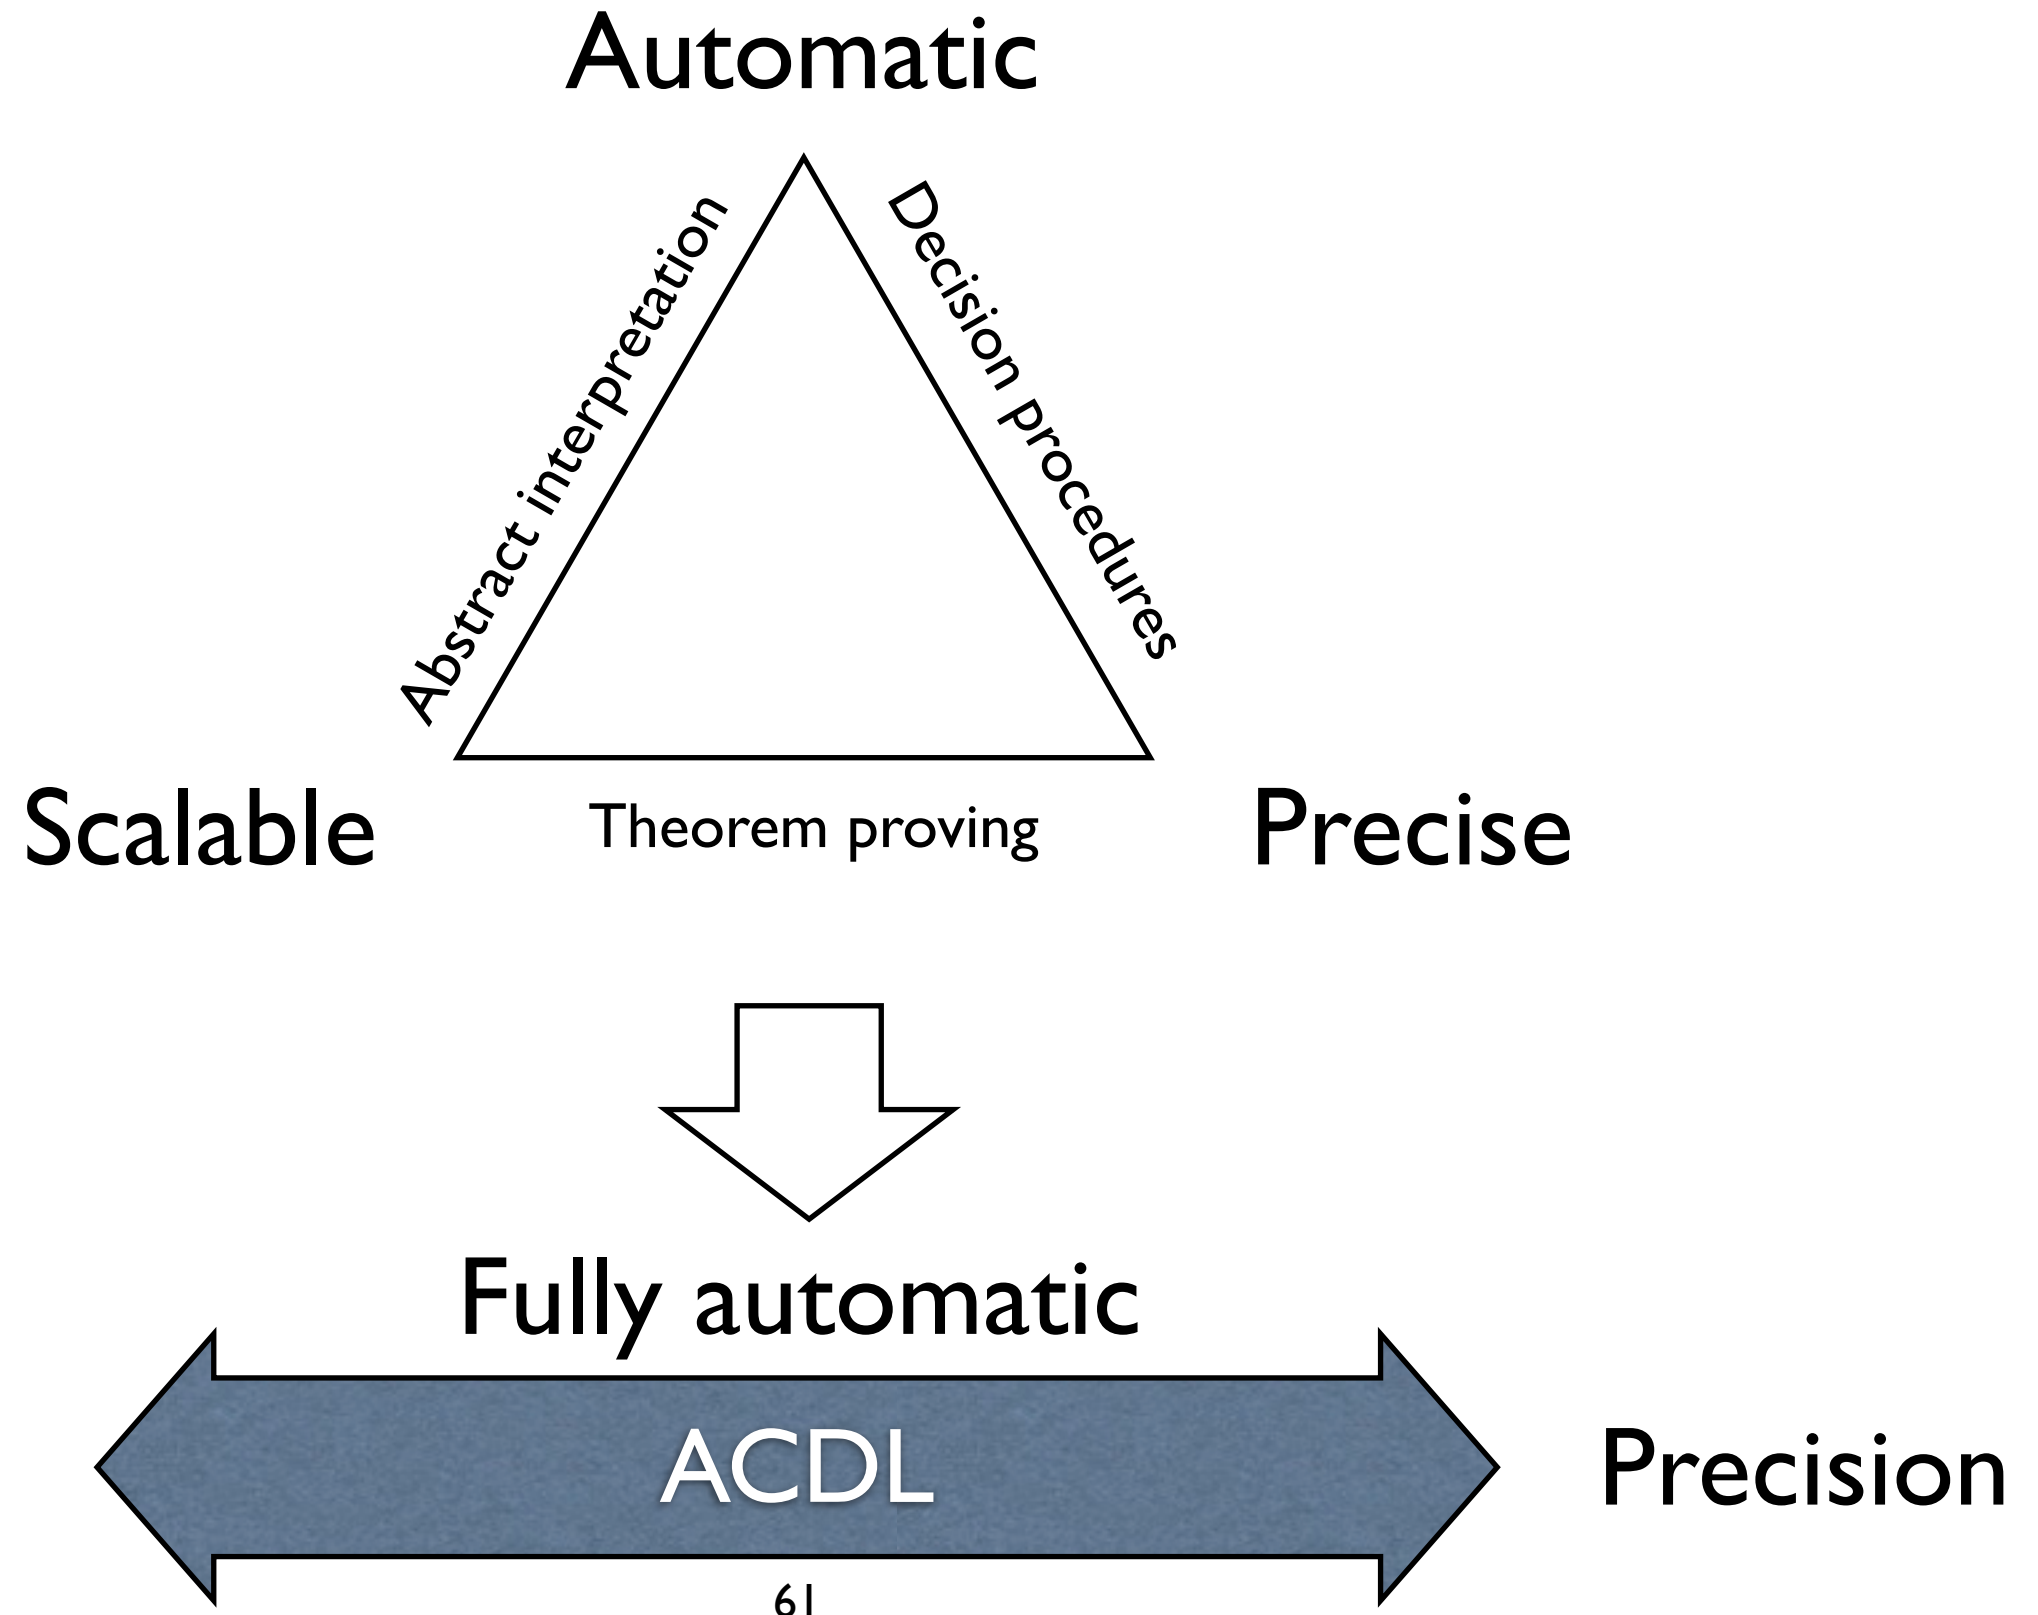 Automatic
Abstract interpretation
Decision procedures
Scalable
Theorem proving
Precise
Fully automatic
ACDL
Precision
61